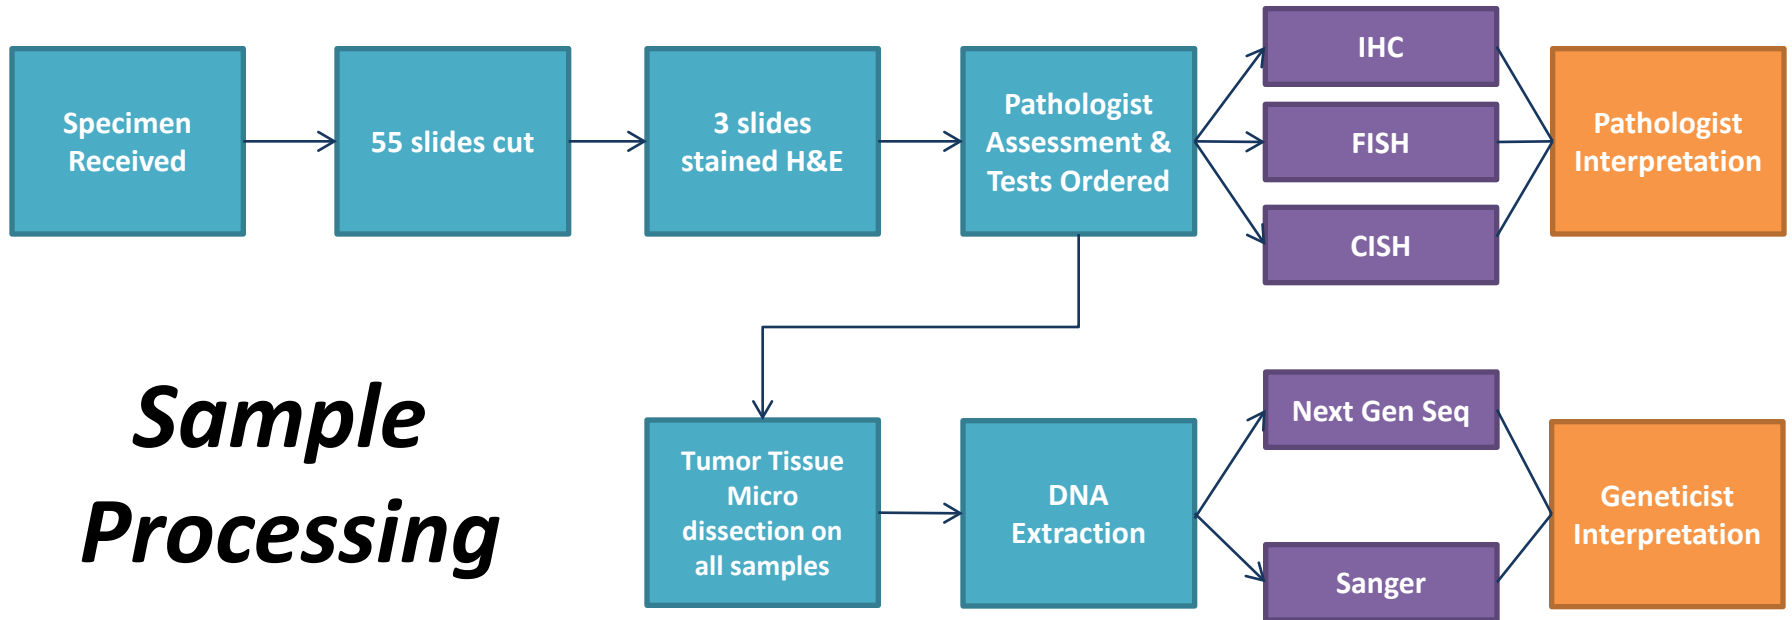 Specimen
Received
55 slides cut
3 slides
stained H&E
Pathologist
Assessment &
Tests Ordered
IHC
FISH
CISH
Pathologist
Interpretation
Sample
Processing
Tumor Tissue
Micro
dissection on
all samples
DNA
Extraction
Next Gen Seq
Sanger
Geneticist
Interpretation